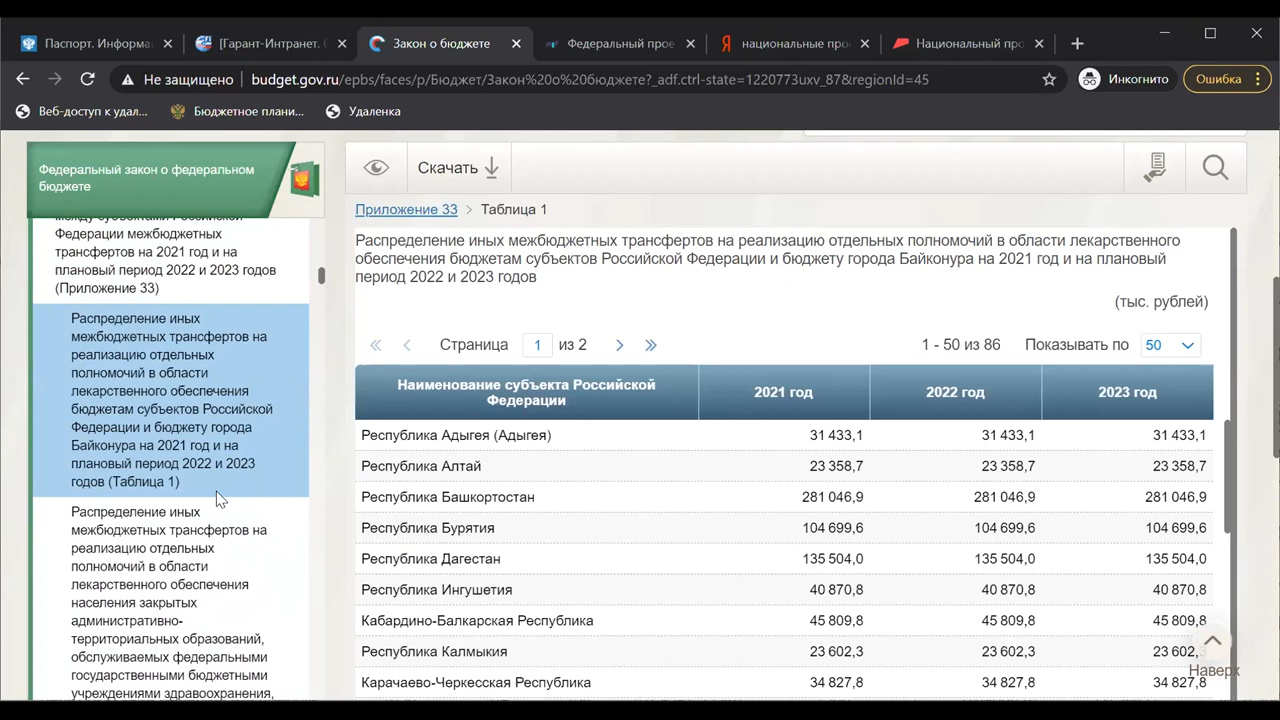 Паспорт. Информа
[Гарант-Интранет. С
Закон о бюджете
Федеральный прое
национальные про
Национальный про
Не защищено
budget.gov.ru/epbs/faces/p/Бюджет/Закон%20о%20бюджете?_adf.ctrl-state=1220773uxv_87&regionId=45
Инкогнито
Ошибка
Веб-доступ к удал...
Бюджетное плани...
Удаленка
Федеральный закон о федеральном
бюджете
между субъектами Российской
Федерации межбюджетных
трансфертов на 2021 год и на
плановый период 2022 и 2023 годов
(Приложение 33)
Распределение иных
межбюджетных трансфертов на
реализацию отдельных
полномочий в области
лекарственного обеспечения
бюджетам субъектов Российской
Федерации и бюджету города
Байконура на 2021 год и на
плановый период 2022 и 2023
годов (Таблица 1)
Распределение иных
межбюджетных трансфертов на
реализацию отдельных
полномочий в области
лекарственного обеспечения
населения закрытых
административно-
территориальных образований,
обслуживаемых федеральными
государственными бюджетными
учреждениями здравоохранения,
Скачать
Приложение 33 > Таблица 1
Распределение иных межбюджетных трансфертов на реализацию отдельных полномочий в области лекарственного
обеспечения бюджетам субъектов Российской Федерации и бюджету города Байконура на 2021 год и на плановый
период 2022 и 2023 годов
(тыс. рублей)
Страница 1 из 2
1 - 50 из 86 Показывать по 50
Наименование субъекта Российской
Федерации
2021 год 2022 год 2023 год
Республика Адыгея (Адыгея) 31 433,1 31 433,1 31 433,1
Республика Алтай 23 358,7 23 358,7 23 358,7
Республика Башкортостан 281 046,9 281 046,9 281 046,9
Республика Бурятия 104 699,6 104 699,6 104 699,6
Республика Дагестан 135 504,0 135 504,0 135 504,0
Республика Ингушетия 40 870,8 40 870,8 40 870,8
Кабардино-Балкарская Республика 45 809,8 45 809,8 45 809,8
Республика Калмыкия 23 602,3 23 602,3 23 602,3
Карачаево-Черкесская Республика 34 827,8 34 827,8 34 827,8
Наверх